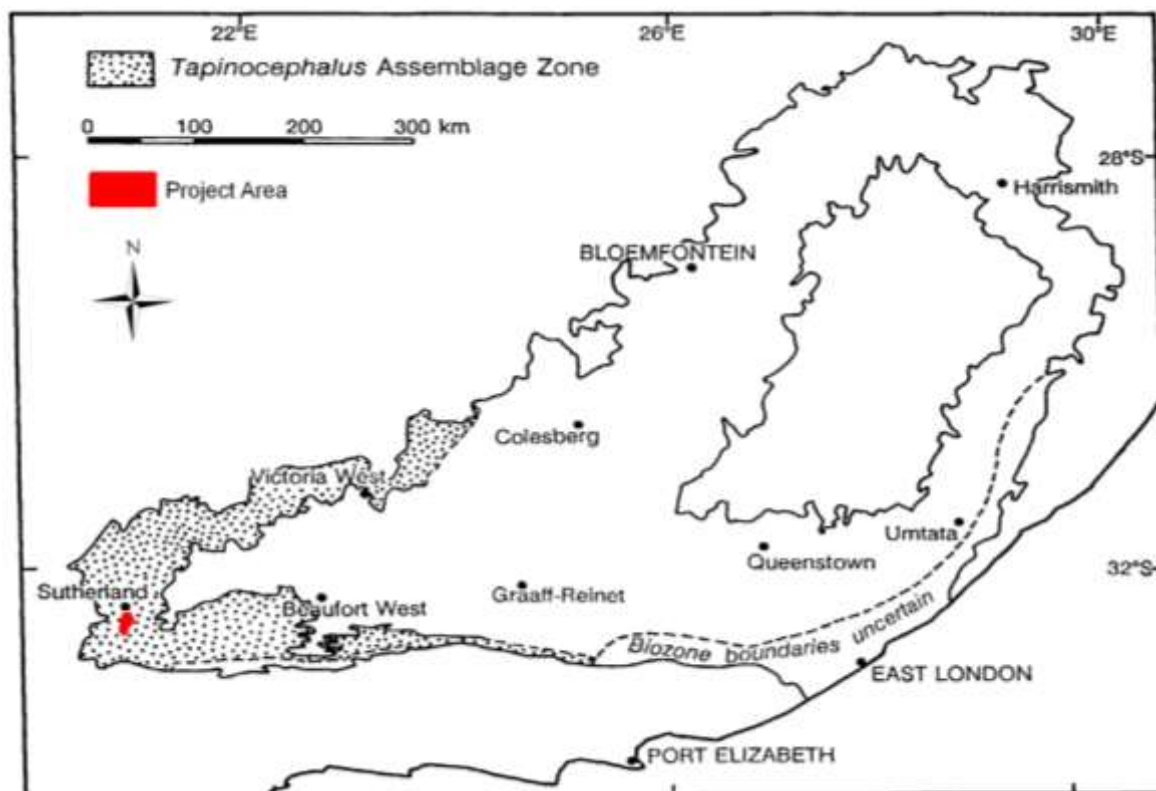 22°E
26°E
30°E
Tapinocephalus Assemblage Zone
0 100 200 300 km
28°S
Project Area
Harrismith
N
BLOEMFONTEIN
Colesberg
Victoria West
Umtata
Queenstown
32°S
Sutherland
Graaff-Reinet
Beaufort West
Biozone boundaries uncertain
EAST LONDON
PORT ELIZABETH